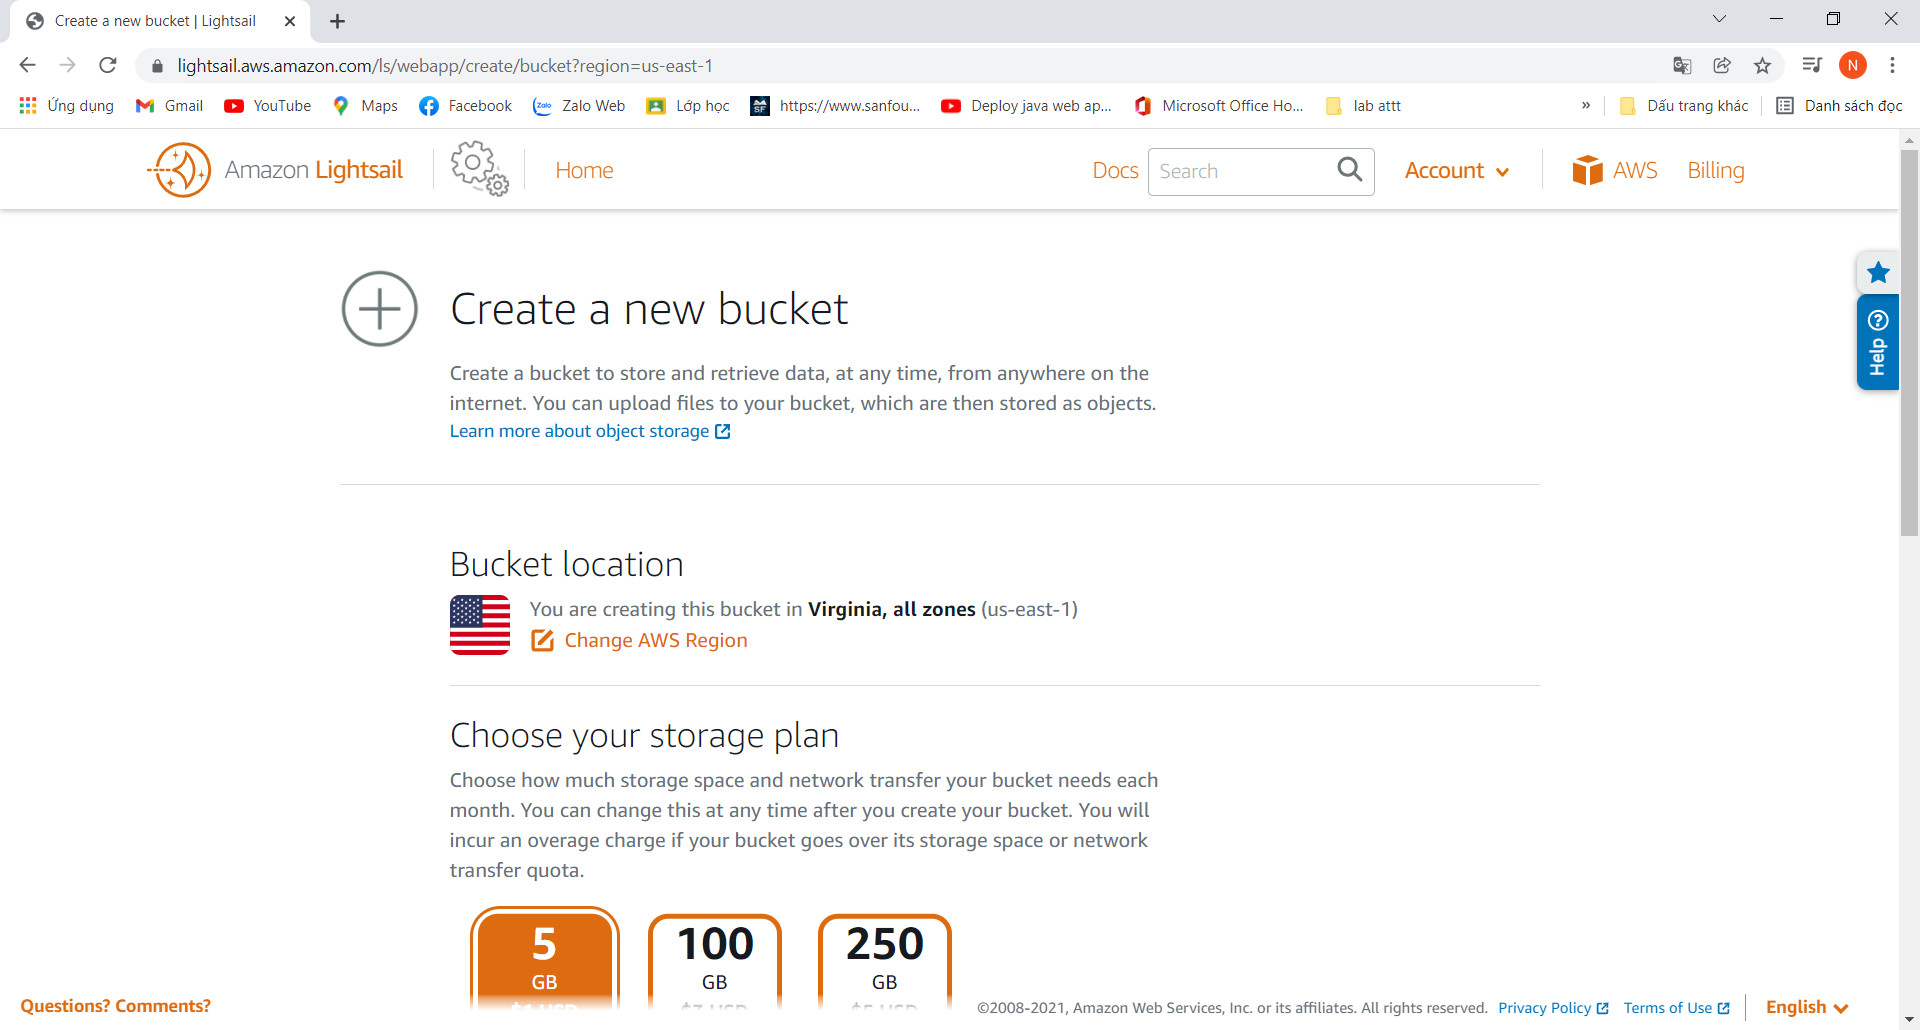 Create a new bucket | Lightsail
lightsail.aws.amazon.com/ls/webapp/create/bucket?region=us-east-1
N
Ứng dụng Gmail YouTube Maps Facebook Zalo Zalo Web Lớp học SF https://www.sanfou... Deploy java web ap... Microsoft Office Ho... lab attt » Dấu trang khác Danh sách đọc
Amazon Lightsail Home Docs Search Account AWS Billing
Create a new bucket
Create a bucket to store and retrieve data, at any time, from anywhere on the
internet. You can upload files to your bucket, which are then stored as objects.
Learn more about object storage
Help
Bucket location
You are creating this bucket in Virginia, all zones (us-east-1)
Change AWS Region
Choose your storage plan
Choose how much storage space and network transfer your bucket needs each
month. You can change this at any time after you create your bucket. You will
incur an overage charge if your bucket goes over its storage space or network
transfer quota.
5 100 250
GB GB GB
$1 USD $3 USD $5 USD
Questions? Comments? ©2008-2021, Amazon Web Services, Inc. or its affiliates. All rights reserved. Privacy Policy Terms of Use English